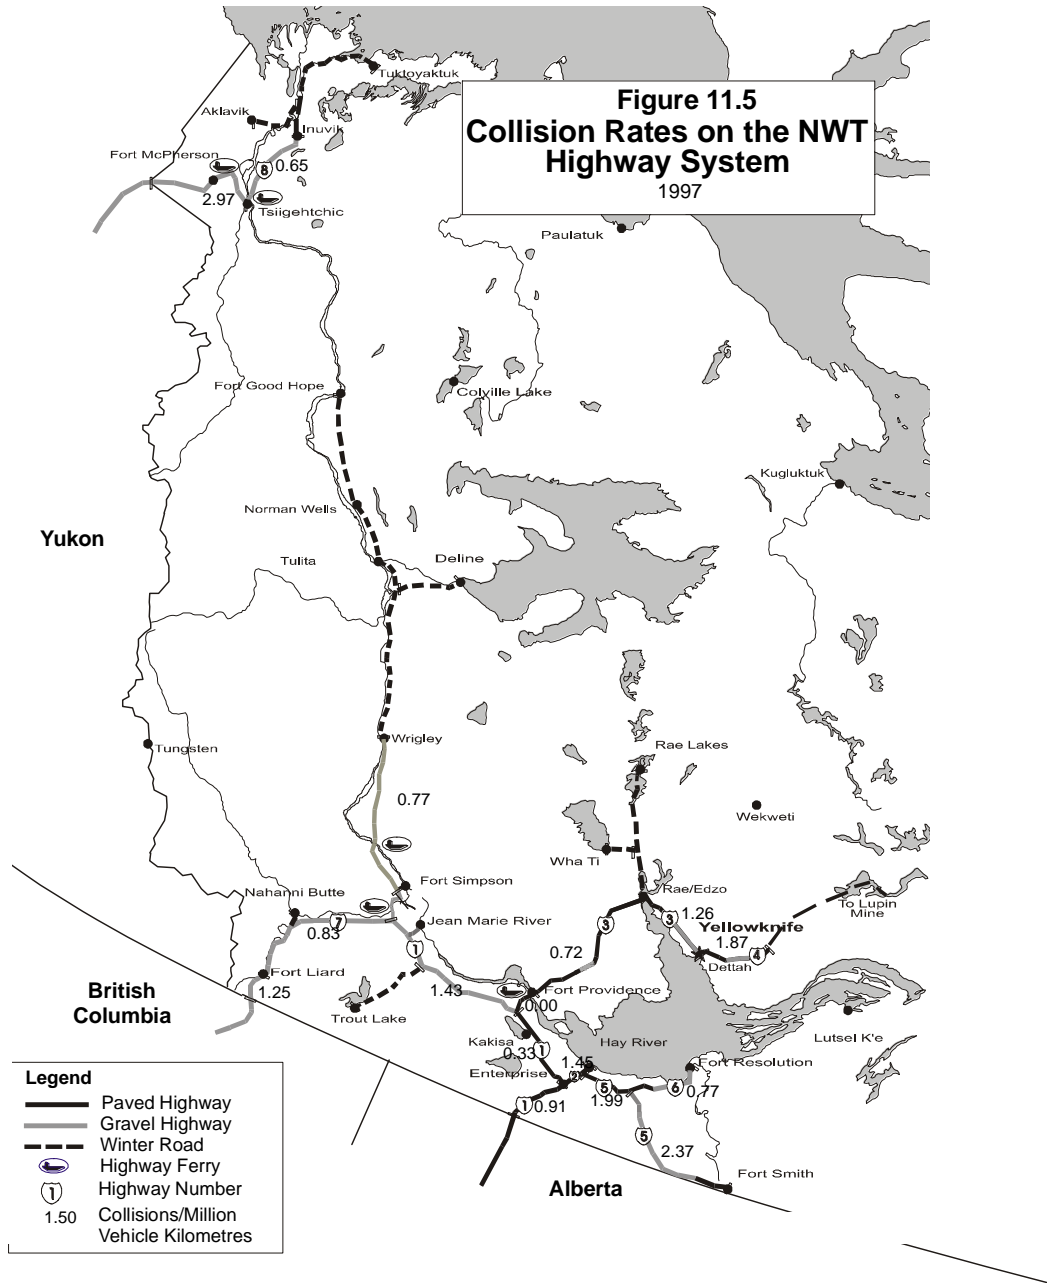 Figure 11.5
Collision Rates on the NWT
Highway System
1997
Tuktoyaktuk
Aklavik
Inuvik
Fort McPherson
8
0.65
2.97
Tsiigehtchic
Paulatuk
Fort Good Hope
Colville Lake
Kugluktuk
Norman Wells
Yukon
Tulita
Deline
Tungsten
Wrigley
Rae Lakes
0.77
Wekweti
Wha Ti
Fort Simpson
Rae/Edzo
Nahanni Butte
To Lupin
Mine
7
0.83
Jean Marie River
3
3
1.26
Yellowknife
1
0.72
1.87
4
Dettah
Fort Liard
1.25
1.43
British
Columbia
Fort Providence
0.00
Trout Lake
Lutsel K'e
Kakisa
0.33
1
Hay River
1.45
Fort Resolution
Enterprise
2
5
1.99
6
0.77
1
0.91
5
2.37
Fort Smith
Alberta
Legend
Paved Highway
Gravel Highway
Winter Road
Highway Ferry
1
Highway Number
1.50
Collisions/Million
Vehicle Kilometres